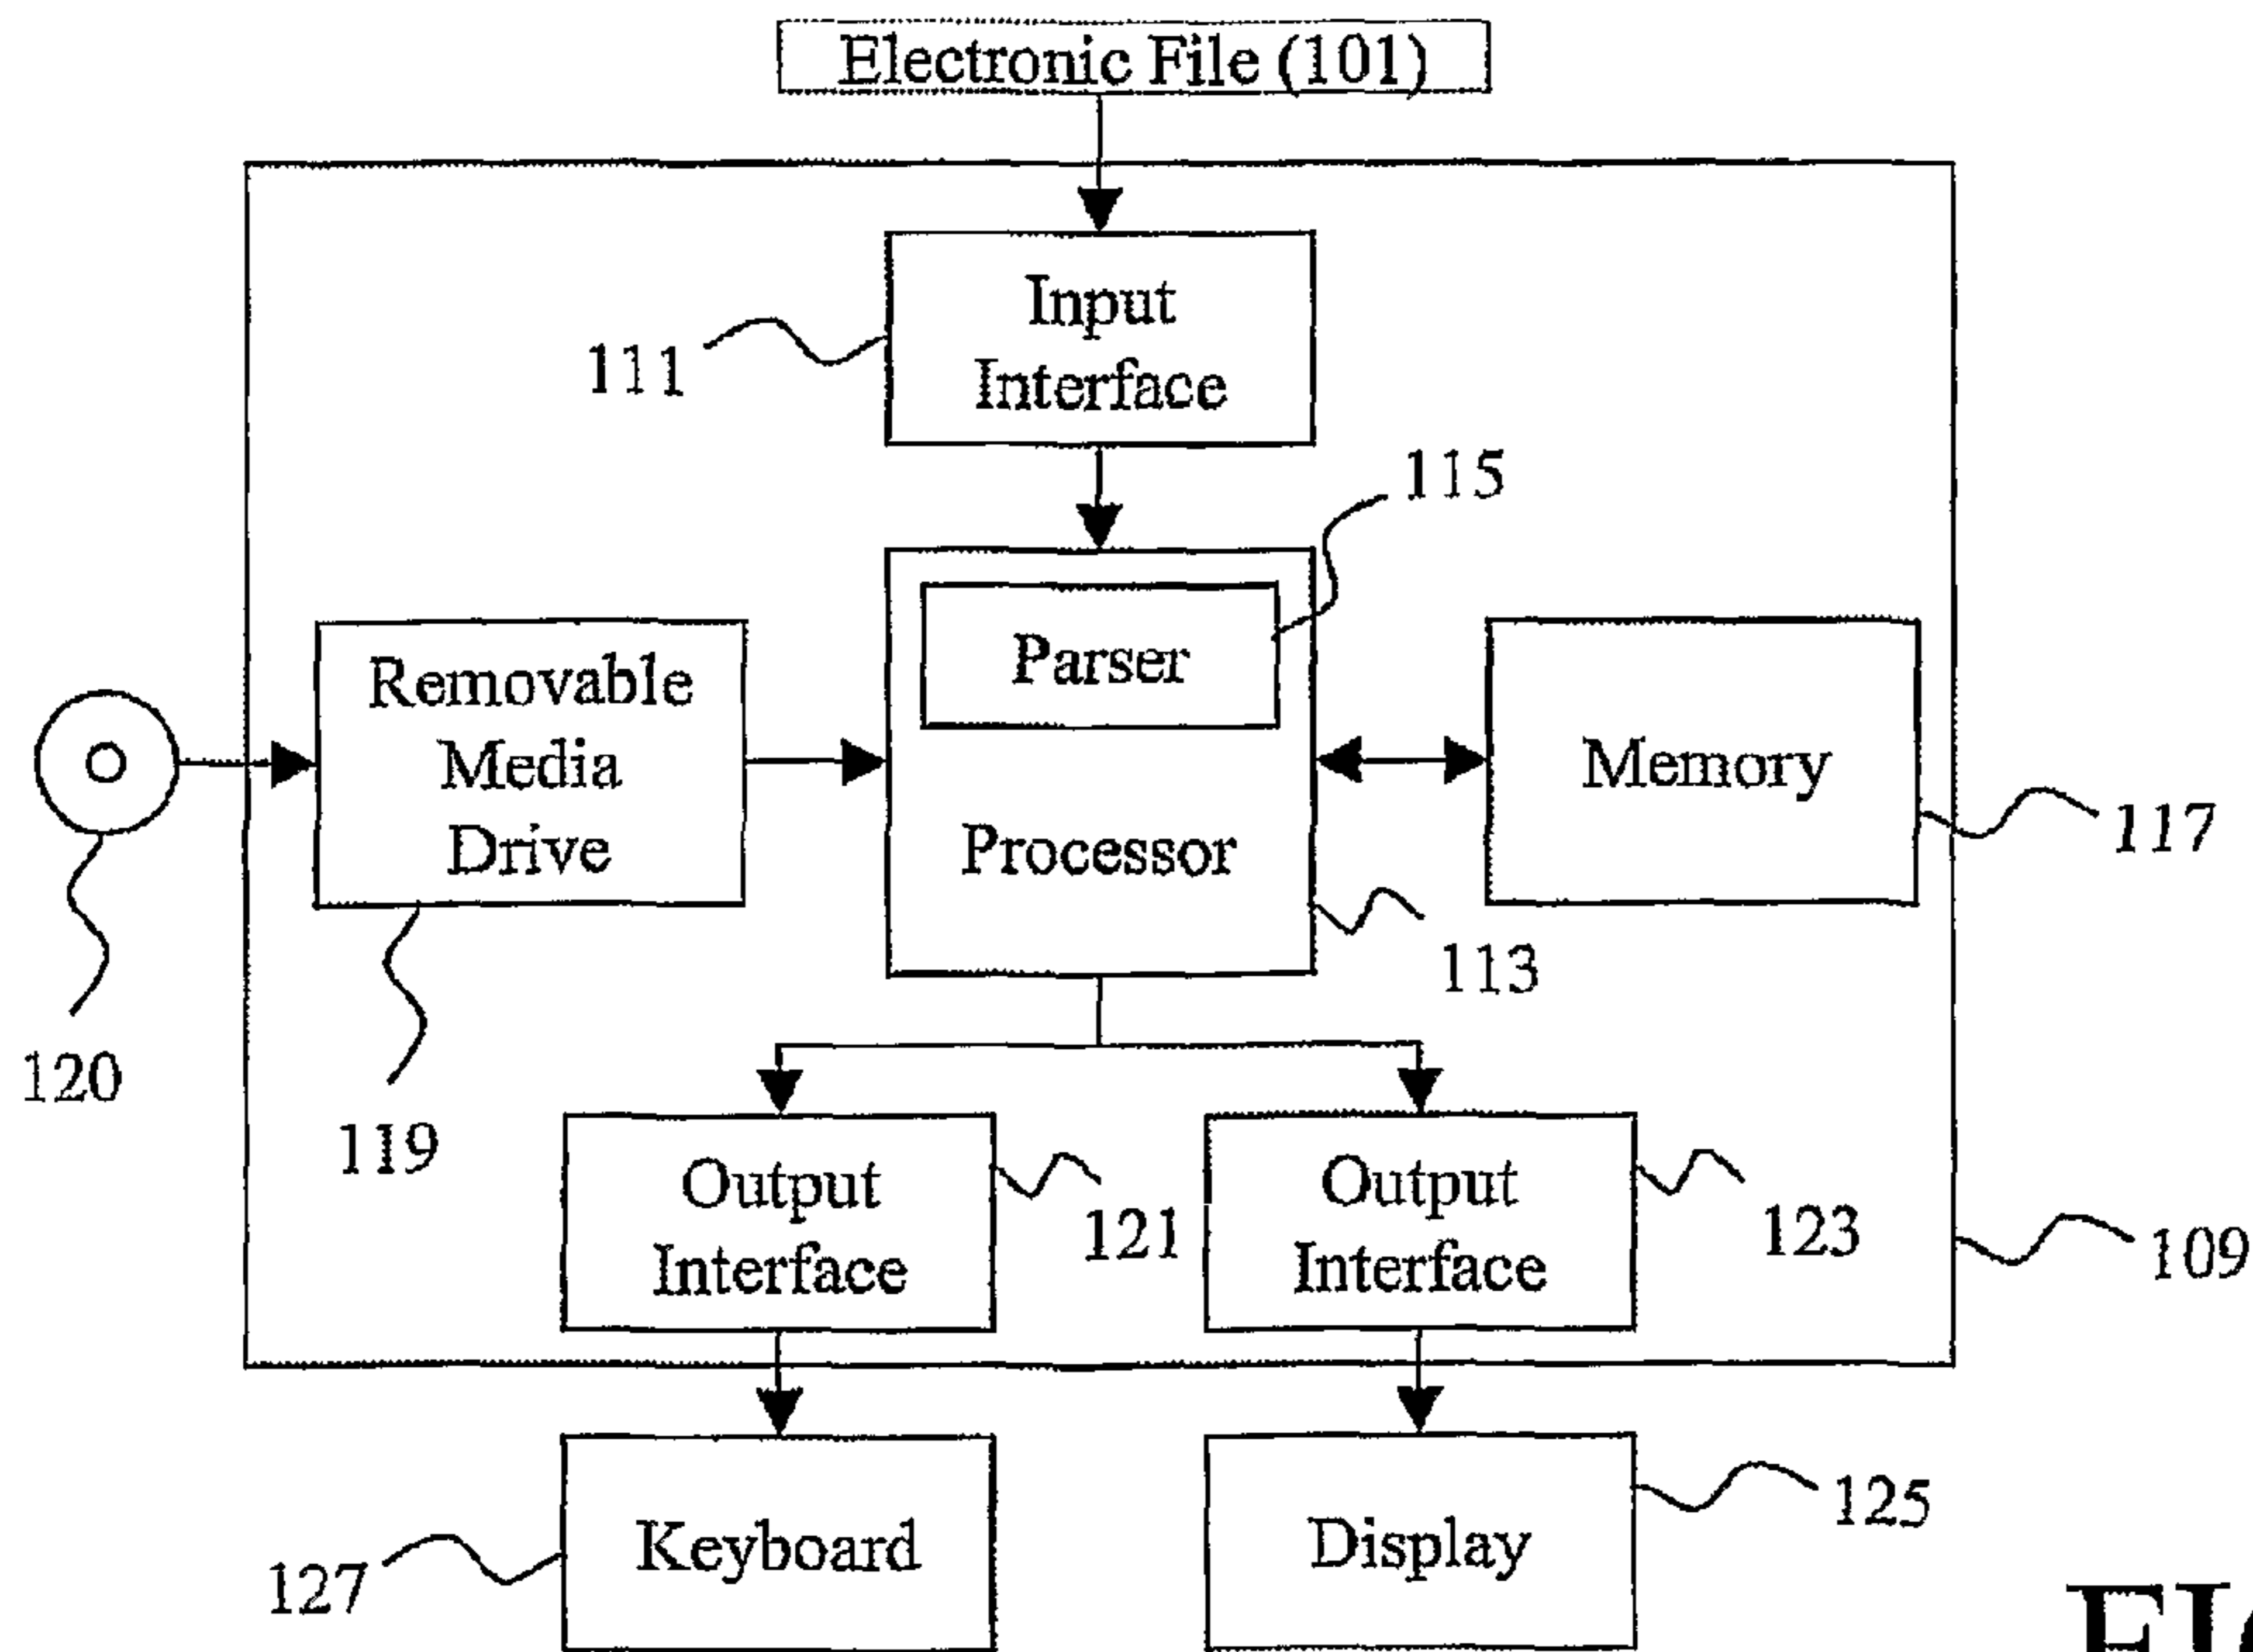 Electronic File (101)
Input
Interface
111
115
Parser
Removable
Media
Drive
Processor
Memory
117
113
120
119
Output
Interface
121
Output
Interface
123
109
Keyboard
127
Display
125